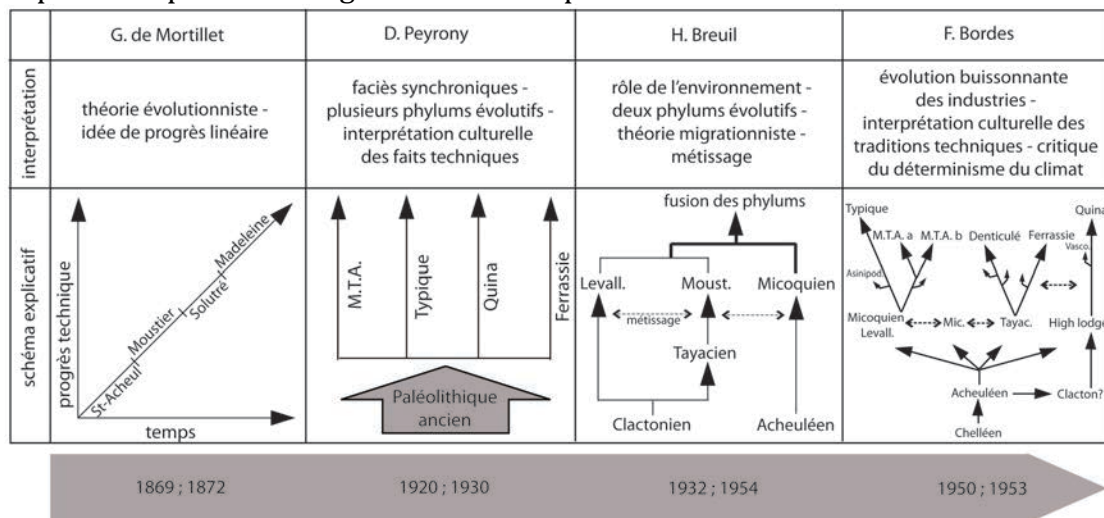 G. de Mortillet
D. Peyrony
H. Breuil
F. Bordes
interprétation
théorie évolutionniste -
idée de progrès linéaire
faciès synchroniques -
plusieurs phylums évolutifs -
interprétation culturelle
des faits techniques
rôle de l'environnement -
deux phylums évolutifs -
théorie migrationniste -
métissage
évolution buissonnante
des industries -
interprétation culturelle des
traditions techniques - critique
du déterminisme du climat
schéma explicatif
progrès technique
St-Acheul
Moustier
Solutré
Madeleine
temps
M.T.A.
Typique
Quina
Ferrassie
Paléolithique
ancien
fusion des phylums
Levall.
Moust.
Micoquien
métissage
Tayacien
Clactonien
Acheuléen
Typique
Quina
M.T.A. a
M.T.A. b
Denticulé
Ferrassie
Vasco.
Asinipod.
Micoquien
Levall.
Mic.
Tayac.
High lodge
Acheuléen
Clacton?
Chelléen
1869 ; 1872
1920 ; 1930
1932 ; 1954
1950 ; 1953